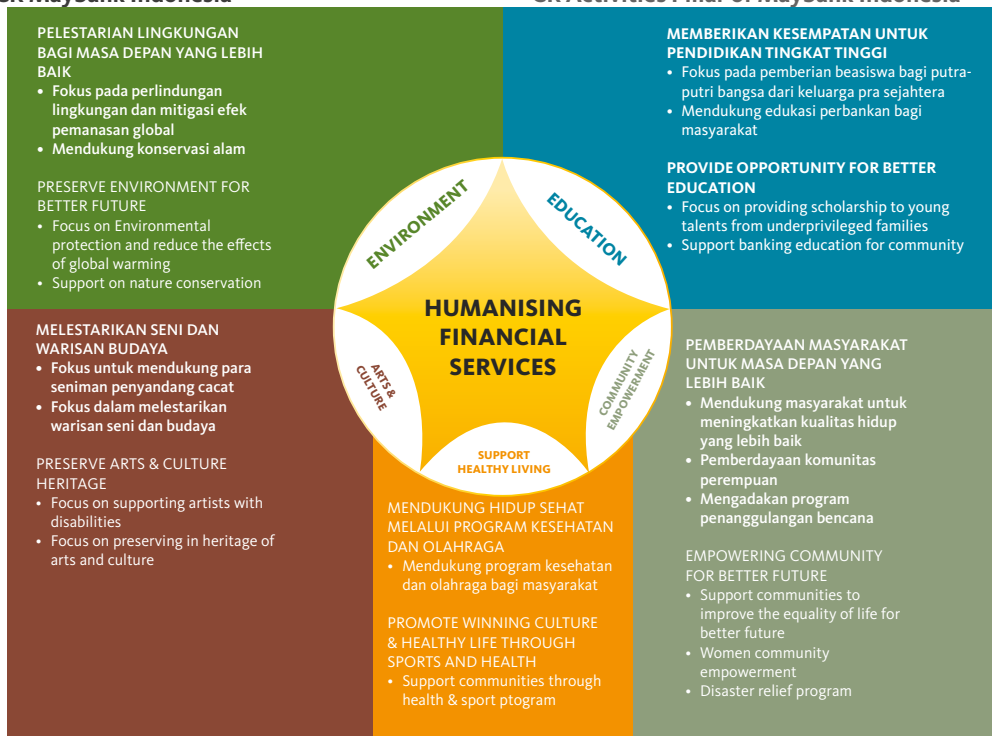 CR Activities Pillar of Maybank Indonesia
PELESTARIAN LINGKUNGAN
BAGI MASA DEPAN YANG LEBIH
BAIK
• Fokus pada perlindungan
lingkungan dan mitigasi efek
pemanasan global
• Mendukung konservasi alam
PRESERVE ENVIRONMENT FOR
BETTER FUTURE
• Focus on Environmental
protection and reduce the effects
of global warming
• Support on nature conservation
MEMBERIKAN KESEMPATAN UNTUK
PENDIDIKAN TINGKAT TINGGI
• Fokus pada pemberian beasiswa bagi putra-
putri bangsa dari keluarga pra sejahtera
• Mendukung edukasi perbankan bagi
masyarakat
PROVIDE OPPORTUNITY FOR BETTER
EDUCATION
• Focus on providing scholarship to young
talents from underprivileged families
• Support banking education for community
ENVIRONMENT
EDUCATION
HUMANISING
FINANCIAL
SERVICES
ARTS &
CULTURE
COMMUNITY
EMPOWERMENT
SUPPORT
HEALTHY LIVING
MELESTARIKAN SENI DAN
WARISAN BUDAYA
• Fokus untuk mendukung para
seniman penyandang cacat
• Fokus dalam melestarikan
warisan seni dan budaya
PRESERVE ARTS & CULTURE
HERITAGE
• Focus on supporting artists with
disabilities
• Focus on preserving in heritage of
arts and culture
MENDUKUNG HIDUP SEHAT
MELALUI PROGRAM KESEHATAN
DAN OLAHRAGA
• Mendukung program kesehatan
dan olahraga bagi masyarakat
PROMOTE WINNING CULTURE
& HEALTHY LIFE THROUGH
SPORTS AND HEALTH
• Support communities through
health & sport ptogram
PEMBERDAYAAN MASYARAKAT
UNTUK MASA DEPAN YANG
LEBIH BAIK
• Mendukung masyarakat untuk
meningkatkan kualitas hidup
yang lebih baik
• Pemberdayaan komunitas
perempuan
• Mengadakan program
penanggulangan bencana
EMPOWERING COMMUNITY
FOR BETTER FUTURE
• Support communities to
improve the equality of life for
better future
• Women community
empowerment
• Disaster relief program